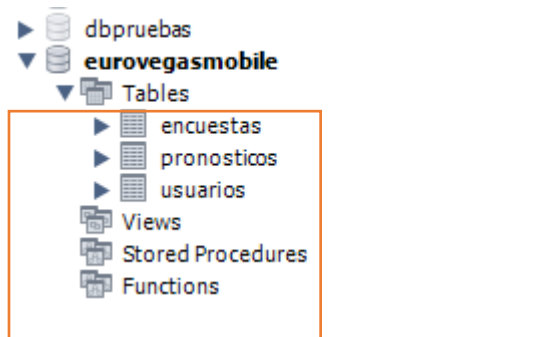 dbpruebas
eurovegasmobile
Tables
encuestas
pronosticos
usuarios
Views
Stored Procedures
Functions